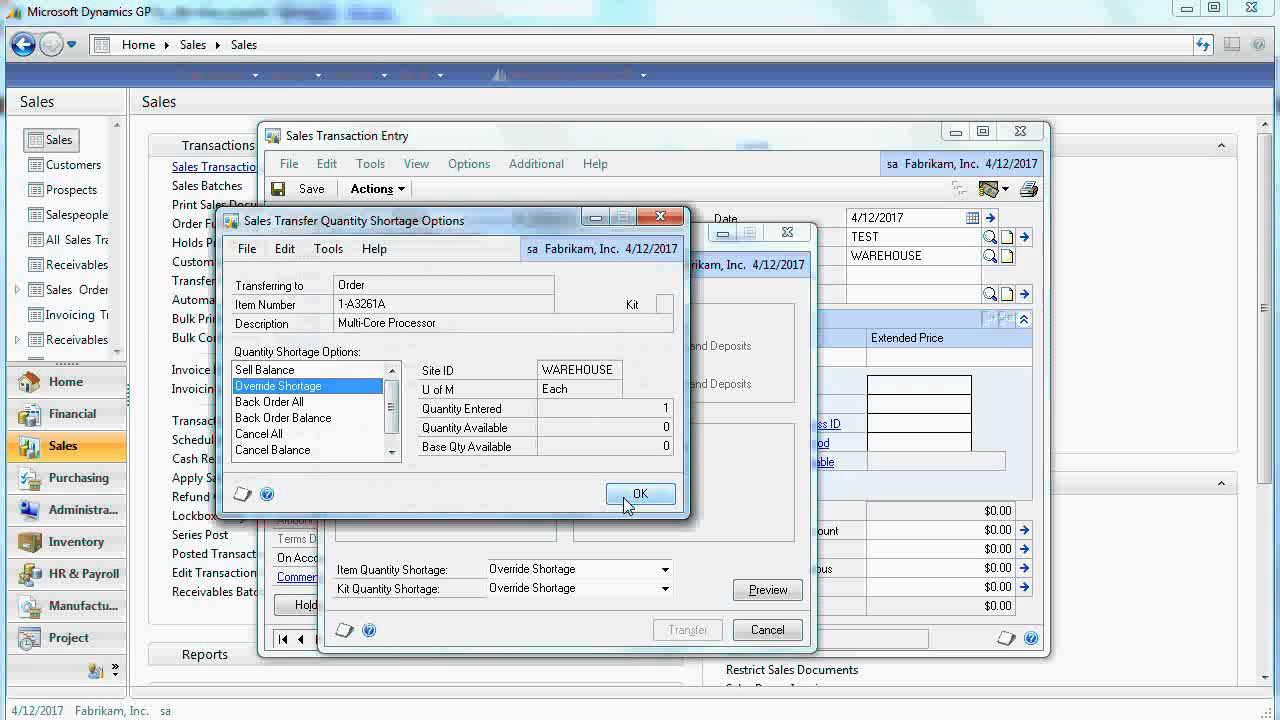 Microsoft Dynamics GP
Home Sales Sales
Sales
Sales
Customers
Prospects
Salespeople
All Sales Tra
Receivables
Sales Order
Invoicing T
Receivables
Home
Financial
Sales
Purchasing
Administra...
Inventory
HR & Payroll
Manufactu...
Project
Sales
Transactions
Sales Transactio
Sales Batches
Print Sales Docu
Order Fu
Holds P
Custom
Transfer
Automa
Bulk Prin
Bulk Co
Invoice
Invoicin
Transac
Schedul
Cash Re
Apply Sa
Refund
Lockbo
Series Post
Posted Transact
Edit Transaction
Receivables Batc
Reports
Sales Transaction Entry
File Edit Tools View Options Additional Help
sa Fabrikam, Inc. 4/12/2017
Save Actions
Date 4/12/2017
TEST
WAREHOUSE
Extended Price
ss ID
od
able
$0.00
ount $0.00
$0.00
ous $0.00
$0.00
$0.00
Amount
Terms D
On Acco
Commen
Hold
Sales Transfer Quantity Shortage Options
File Edit Tools Help
sa Fabrikam, Inc. 4/12/2017
Transferring to Order
Item Number 1-A3261A Kit
Description Multi-Core Processor
Quantity Shortage Options:
Sell Balance
Override Shortage
Back Order All
Back Order Balance
Cancel All
Cancel Balance
Site ID WAREHOUSE
U of M Each
Quantity Entered 1
Quantity Available 0
Base Qty Available 0
OK
rikam, Inc. 4/12/2017
nd Deposits
nd Deposits
Item Quantity Shortage: Override Shortage
Kit Quantity Shortage: Override Shortage
Preview
Transfer Cancel
Restrict Sales Documents
4/12/2017 Fabrikam, Inc. sa